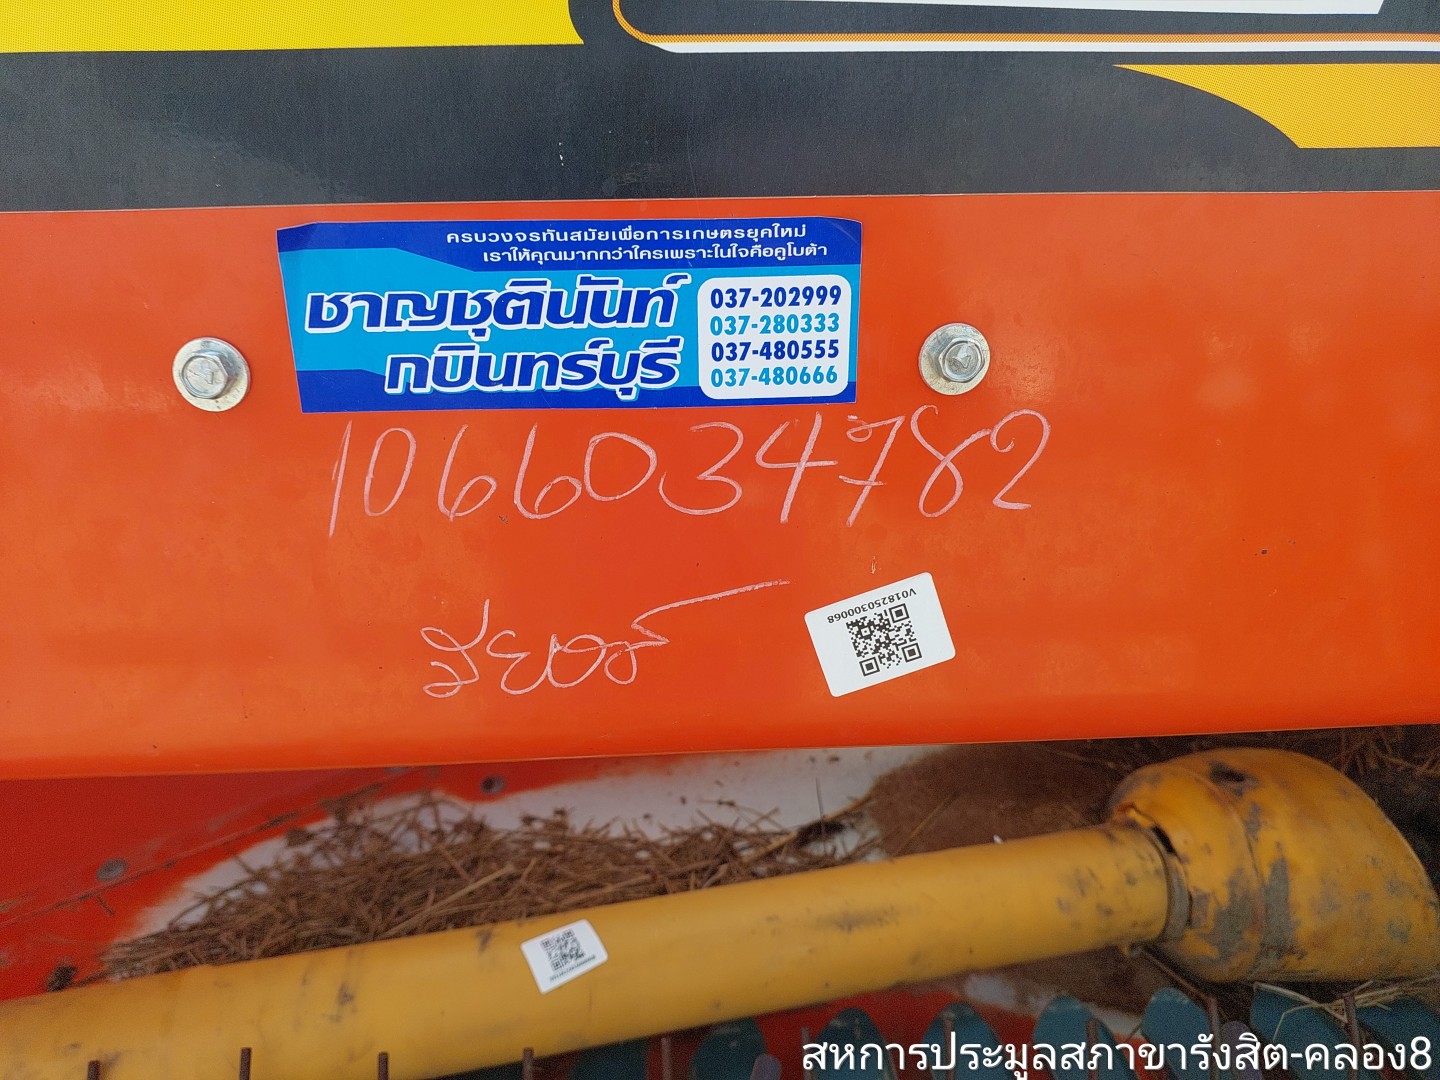 ครบวงจรทันสมัยเพื่อการเกษตรยุคใหม่
เราให้คุณมากกว่าใครเพราะในใจคือคูโบต้า
ชาญชุตินันท์
กบินทร์บุรี
037-202999
037-280333
037-480555
037-480666
1066034782
V0182503000068
สหการประมูลสภาขารังสิต-คลอง8